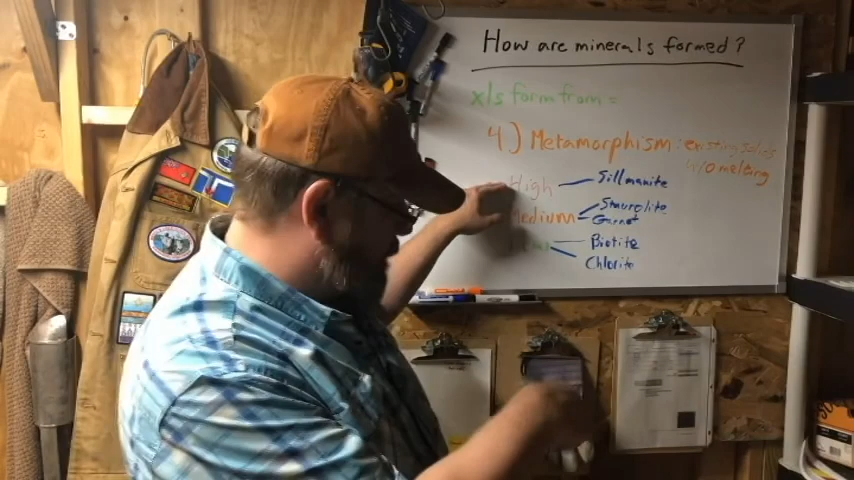 How are minerals formed?
xls form from:
4.) Metamorphism: existing solids
w/o melting
High Sillmanite
Medium Staurolite
Garnet
Biotite
Chlorite